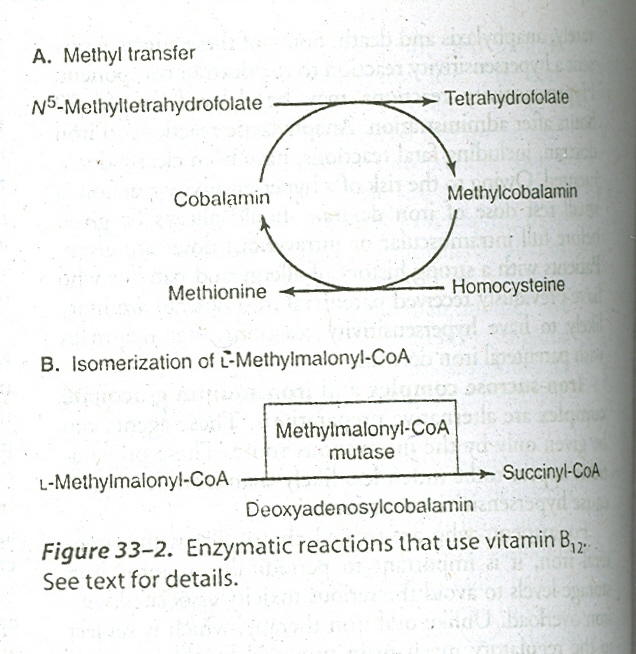 A. Methyl transfer
N5-Methyltetrahydrofolate Tetrahydrofolate
Cobalamin Methylcobalamin
Methionine Homocysteine
B. Isomerization of L-Methylmalonyl-CoA
Methylmalonyl-CoA
mutase
L-Methylmalonyl-CoA Succinyl-CoA
Deoxyadenosylcobalamin
Figure 33–2. Enzymatic reactions that use vitamin B12.
See text for details.